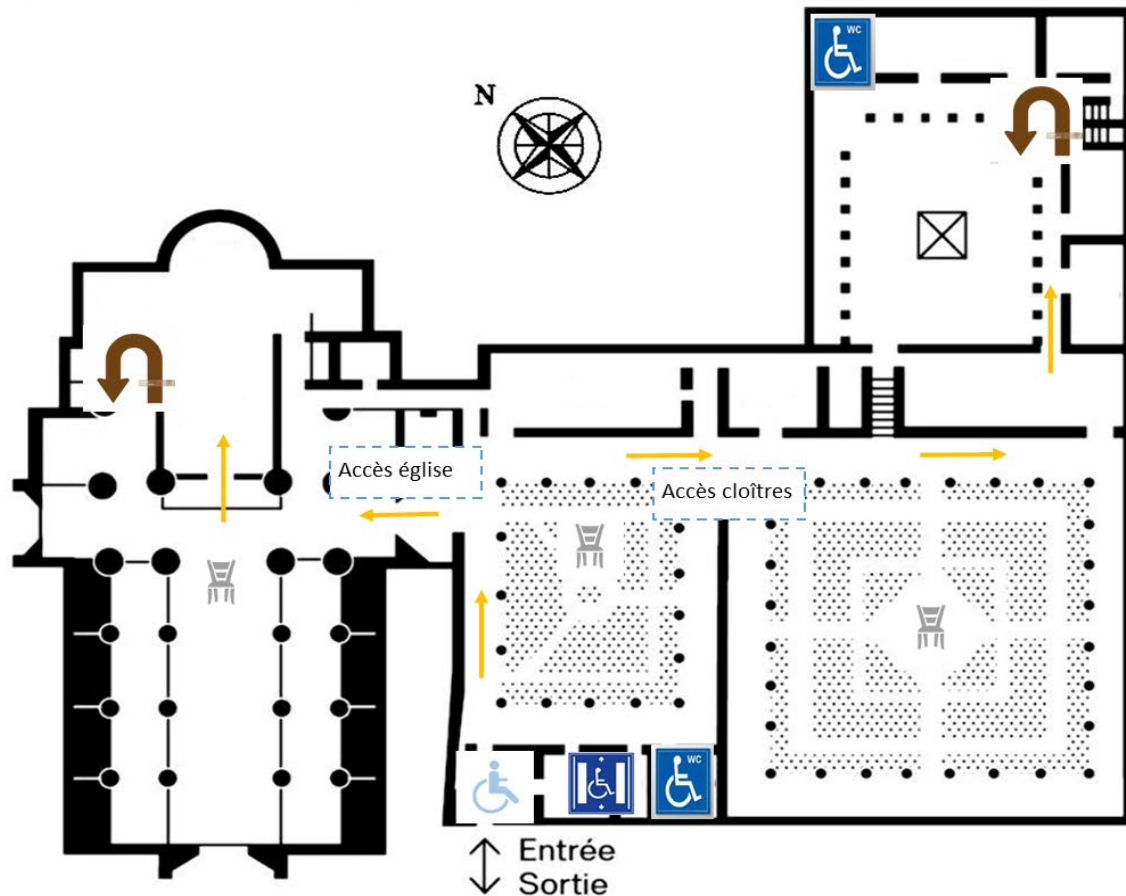 WC
N
Accès église
Accès cloîtres
WC
Entrée
Sortie